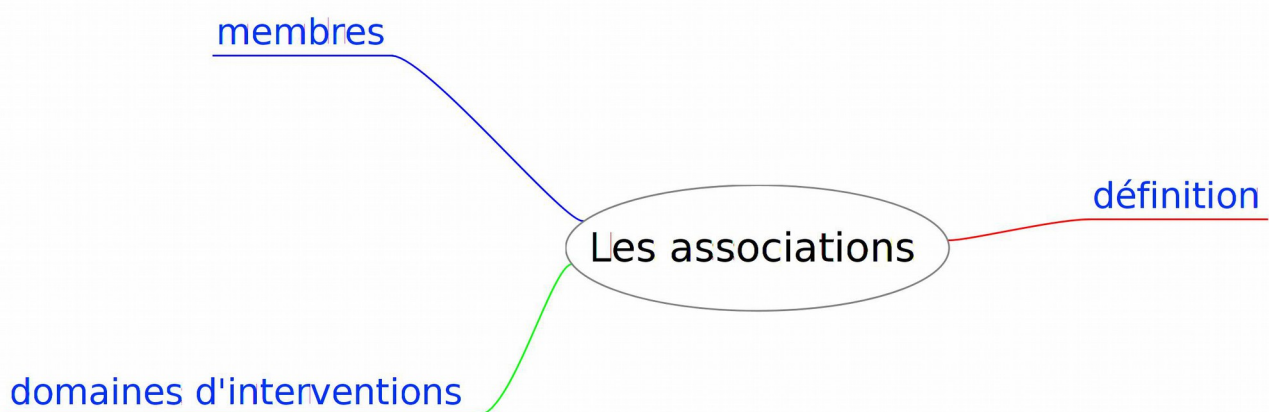 membres
définition
Les associations
domaines d'interventions